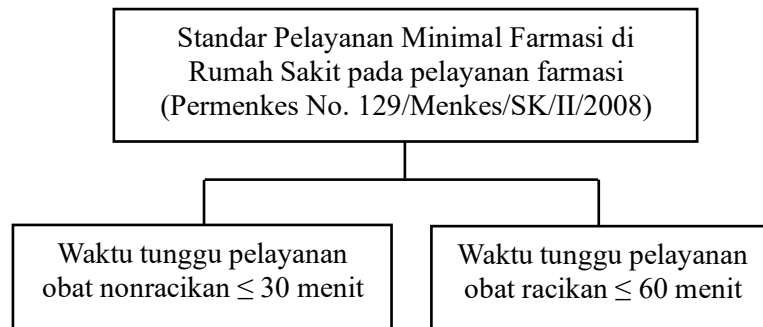 Standar Pelayanan Minimal Farmasi di
Rumah Sakit pada pelayanan farmasi
(Permenkes No. 129/Menkes/SK/II/2008)
Waktu tunggu pelayanan
obat nonracikan ≤ 30 menit
Waktu tunggu pelayanan
obat racikan ≤ 60 menit